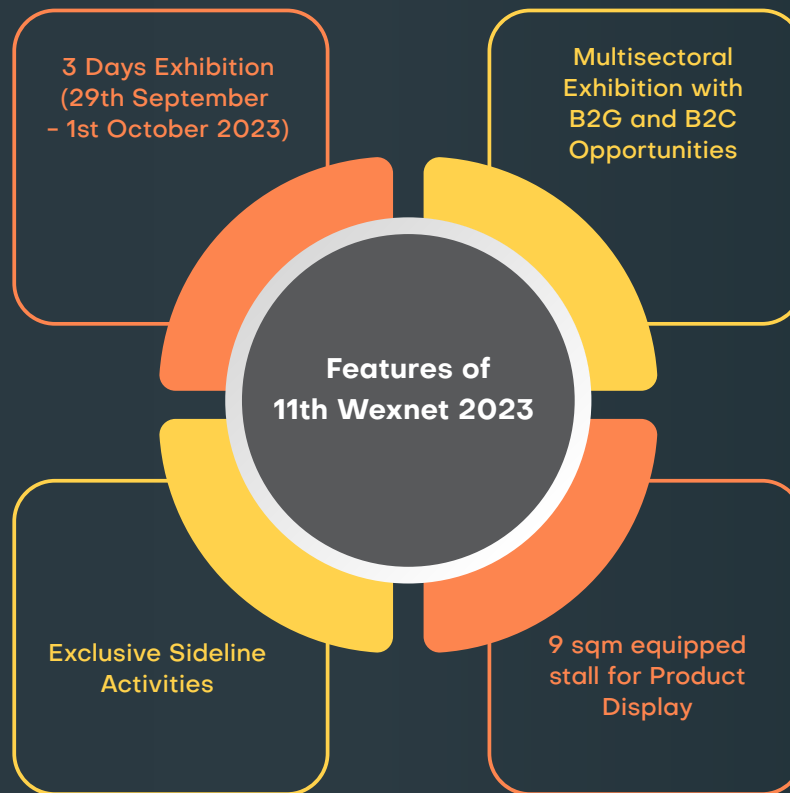 3 Days Exhibition
(29th September
- 1st October 2023)
Multisectoral
Exhibition with
B2G and B2C
Opportunities
Features of
11th Wexnet 2023
Exclusive Sideline
Activities
9 sqm equipped
stall for Product
Display